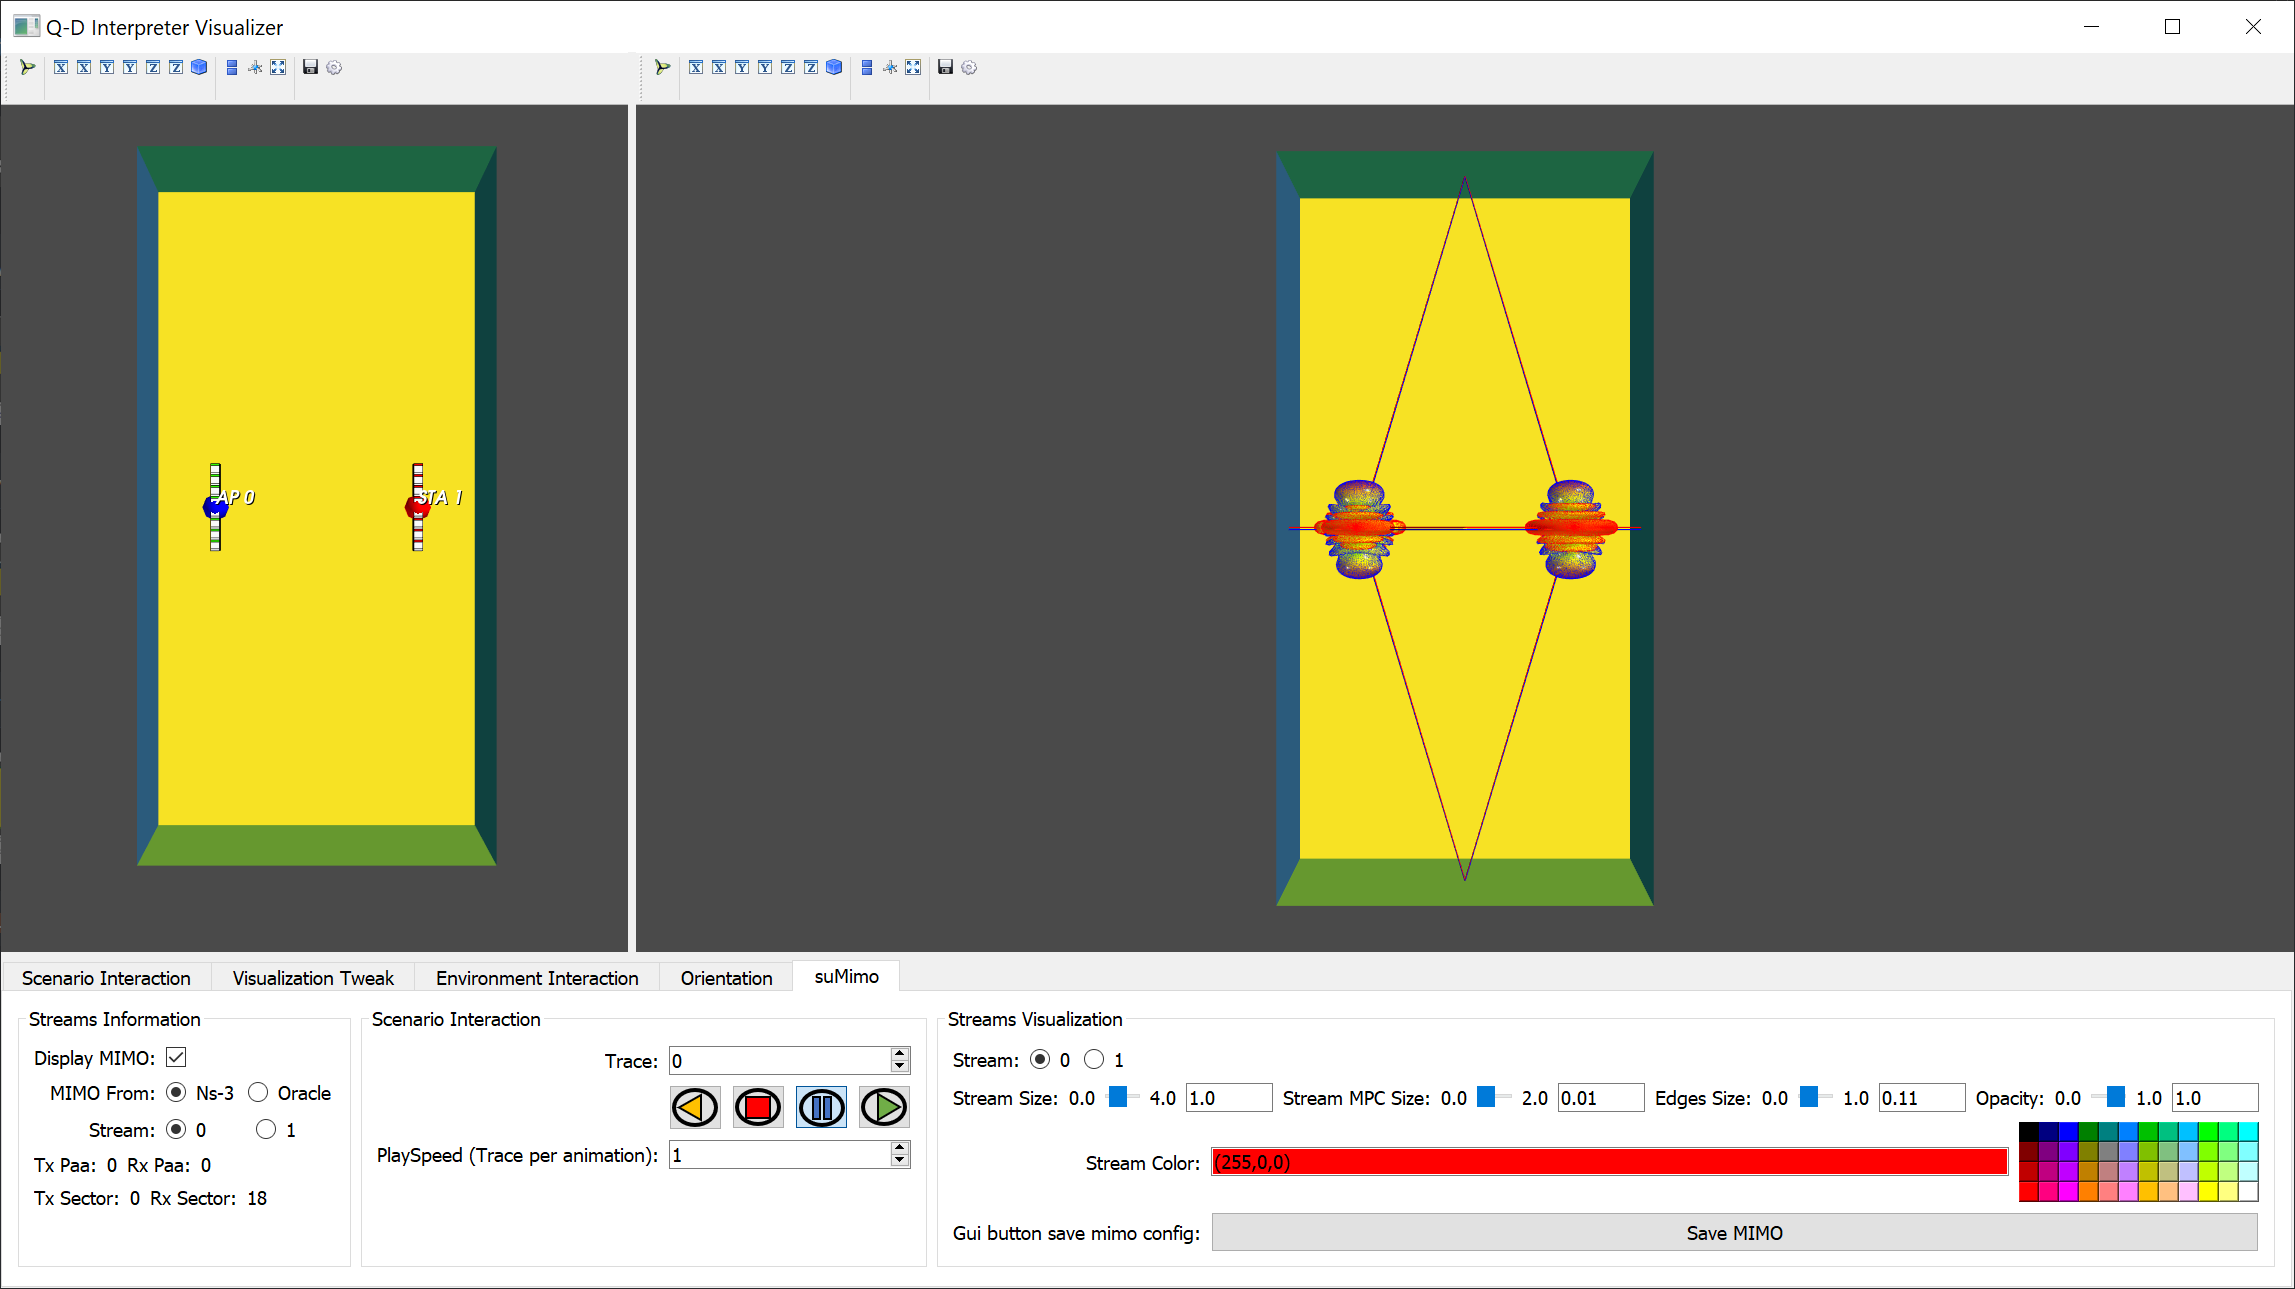 Q-D Interpreter Visualizer
X X Y Y Z Z X X Y Y Z Z
AP 0 STA 1
Scenario Interaction Visualization Tweak Environment Interaction Orientation suMimo
Streams Information Scenario Interaction Streams Visualization
Display MIMO: Trace: 0 Stream: 0 1
MIMO From: Ns-3 Oracle Stream Size: 0.0 4.0 1.0 Stream MPC Size: 0.0 2.0 0.01 Edges Size: 0.0 1.0 0.11 Opacity: 0.0 1.0 1.0
Stream: 0 1
Tx Paa: 0 Rx Paa: 0 PlaySpeed (Trace per animation): 1 Stream Color: (255,0,0)
Tx Sector: 0 Rx Sector: 18
Gui button save mimo config: Save MIMO